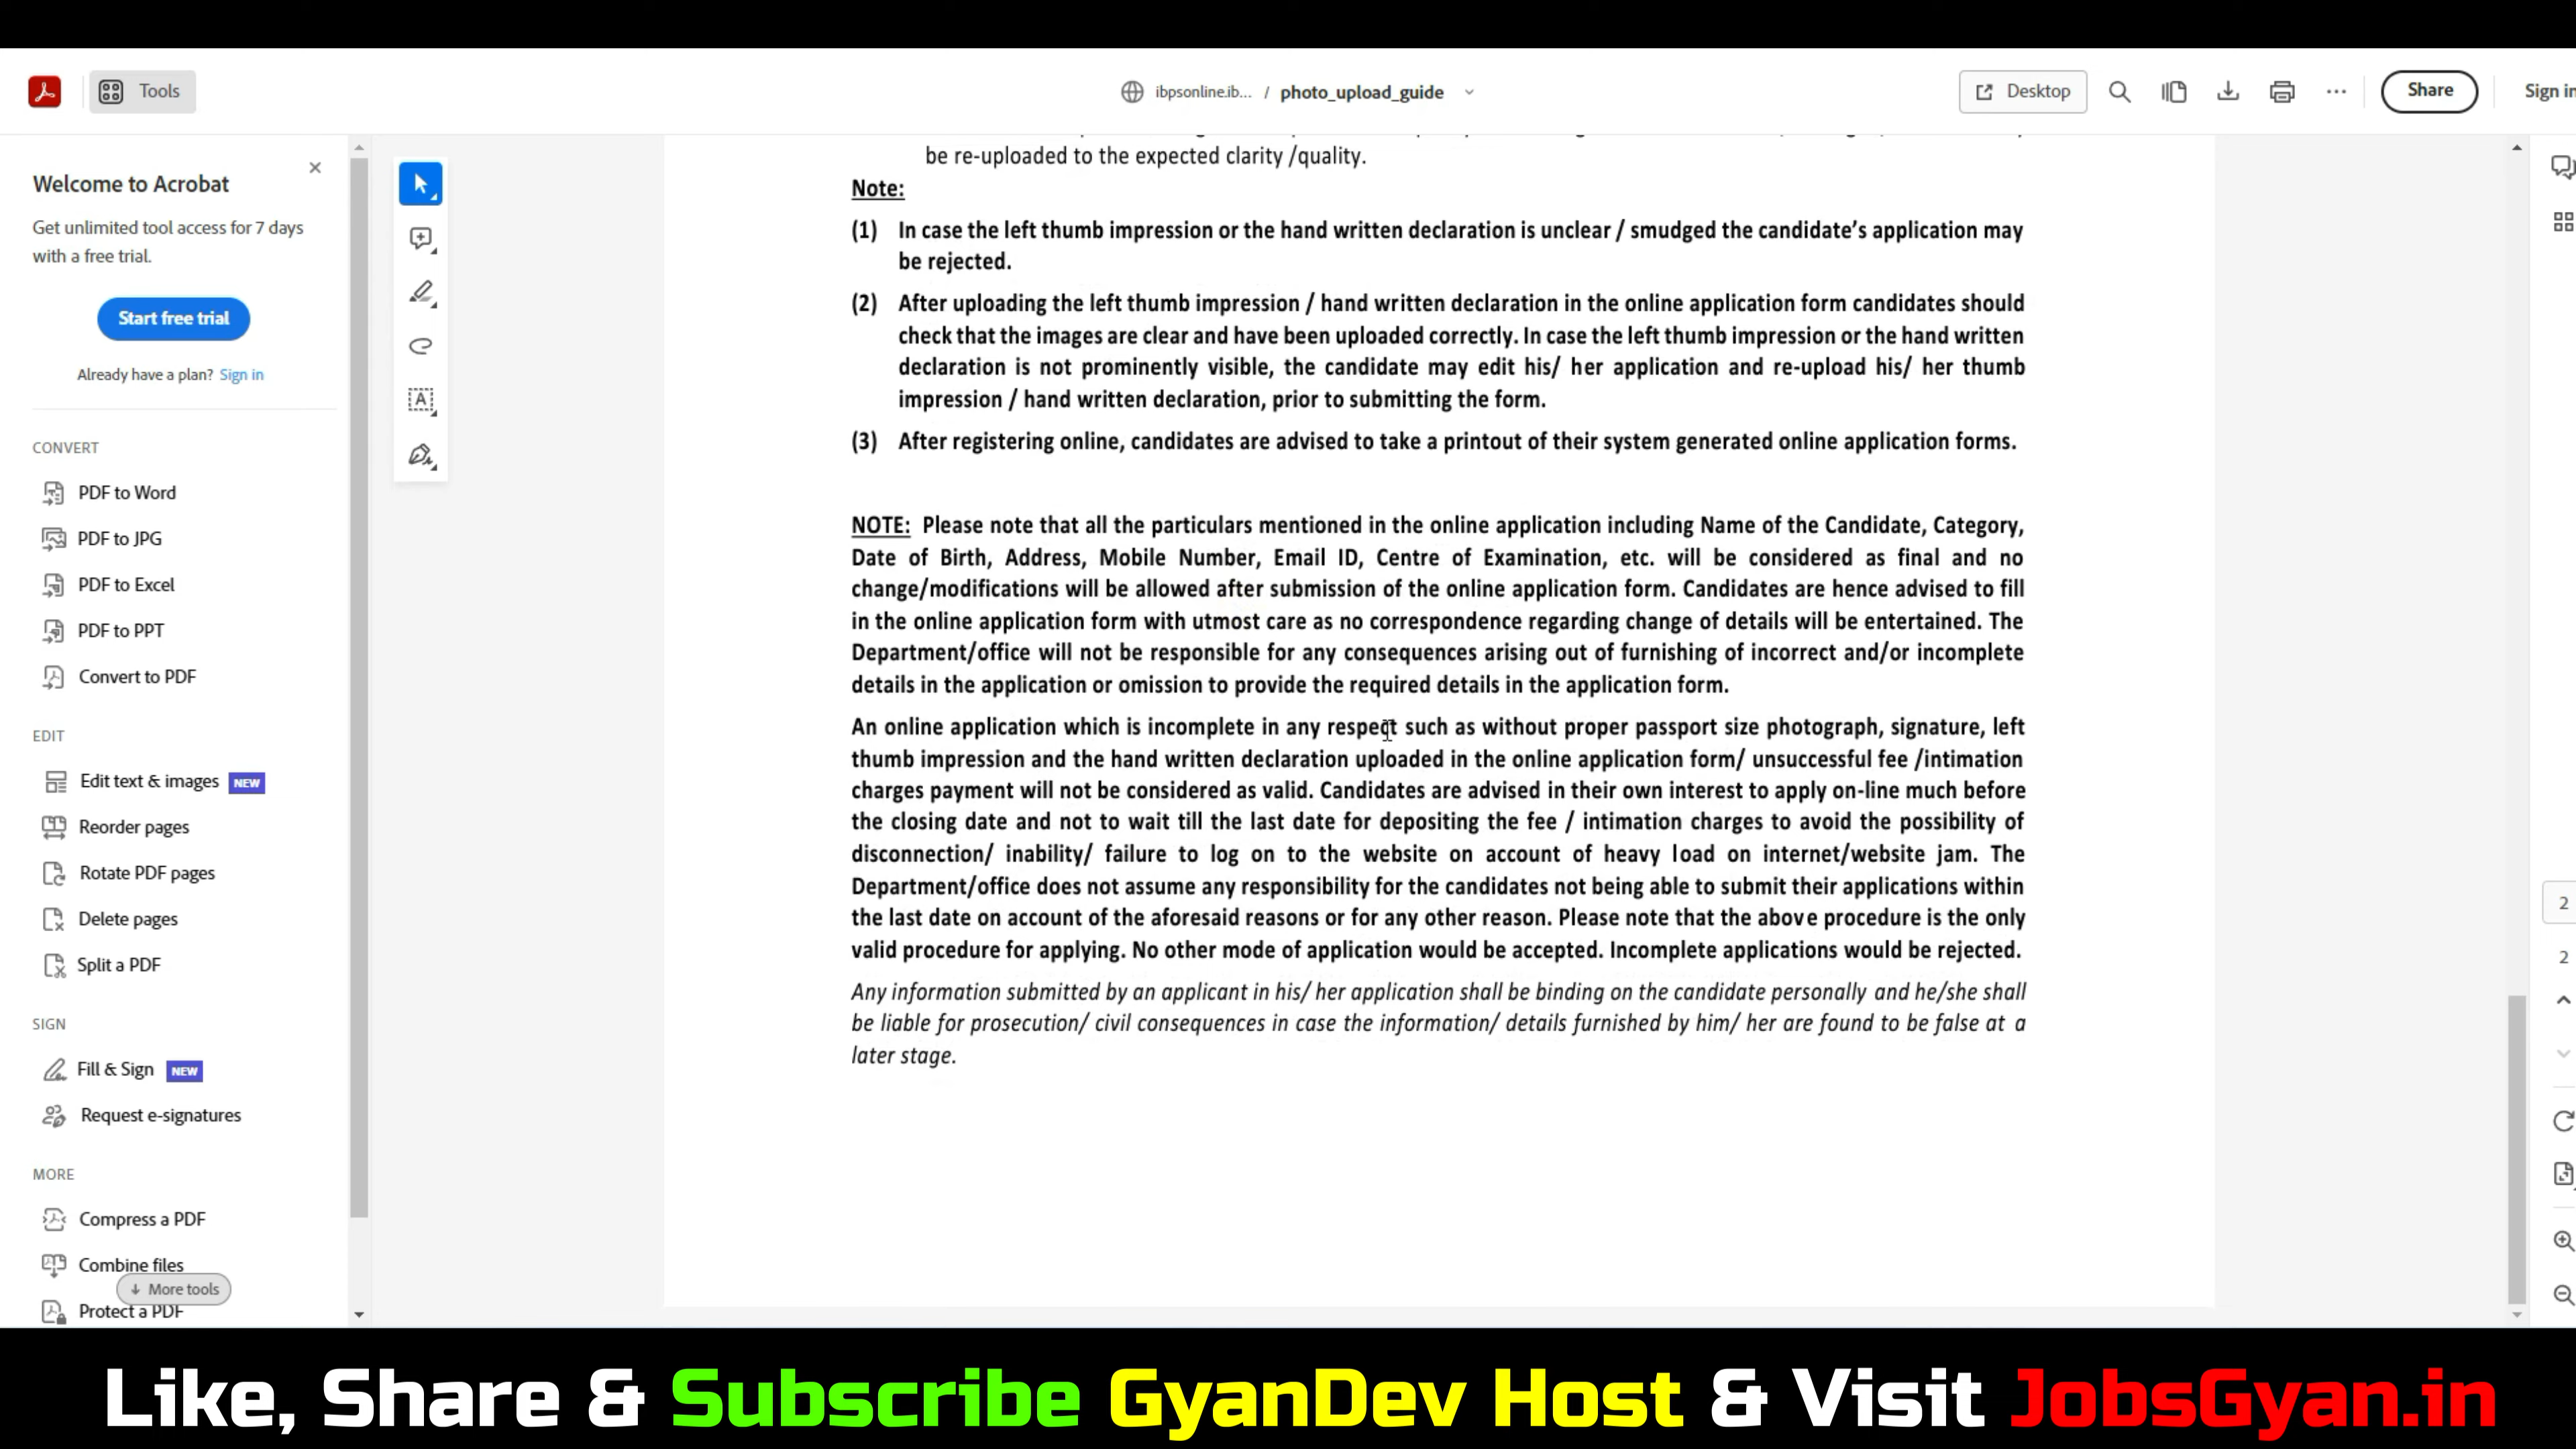 Tools
ibpsonline.ib... / photo_upload_guide
Desktop
Share
Sign in
Welcome to Acrobat
Get unlimited tool access for 7 days
with a free trial.
Start free trial
Already have a plan? Sign in
CONVERT
PDF to Word
PDF to JPG
PDF to Excel
PDF to PPT
Convert to PDF
EDIT
Edit text & images NEW
Reorder pages
Rotate PDF pages
Delete pages
Split a PDF
SIGN
Fill & Sign NEW
Request e-signatures
MORE
Compress a PDF
Combine files
More tools
Protect a PDF
be re-uploaded to the expected clarity /quality.
Note:
(1) In case the left thumb impression or the hand written declaration is unclear / smudged the candidate's application may
be rejected.
(2) After uploading the left thumb impression / hand written declaration in the online application form candidates should
check that the images are clear and have been uploaded correctly. In case the left thumb impression or the hand written
declaration is not prominently visible, the candidate may edit his/ her application and re-upload his/ her thumb
impression / hand written declaration, prior to submitting the form.
(3) After registering online, candidates are advised to take a printout of their system generated online application forms.
NOTE: Please note that all the particulars mentioned in the online application including Name of the Candidate, Category,
Date of Birth, Address, Mobile Number, Email ID, Centre of Examination, etc. will be considered as final and no
change/modifications will be allowed after submission of the online application form. Candidates are hence advised to fill
in the online application form with utmost care as no correspondence regarding change of details will be entertained. The
Department/office will not be responsible for any consequences arising out of furnishing of incorrect and/or incomplete
details in the application or omission to provide the required details in the application form.
An online application which is incomplete in any respect such as without proper passport size photograph, signature, left
thumb impression and the hand written declaration uploaded in the online application form/ unsuccessful fee /intimation
charges payment will not be considered as valid. Candidates are advised in their own interest to apply on-line much before
the closing date and not to wait till the last date for depositing the fee / intimation charges to avoid the possibility of
disconnection/ inability/ failure to log on to the website on account of heavy load on internet/website jam. The
Department/office does not assume any responsibility for the candidates not being able to submit their applications within
the last date on account of the aforesaid reasons or for any other reason. Please note that the above procedure is the only
valid procedure for applying. No other mode of application would be accepted. Incomplete applications would be rejected.
Any information submitted by an applicant in his/ her application shall be binding on the candidate personally and he/she shall
be liable for prosecution/ civil consequences in case the information/ details furnished by him/ her are found to be false at a
later stage.
2
2
Like, Share & Subscribe GyanDev Host & Visit JobsGyan.in